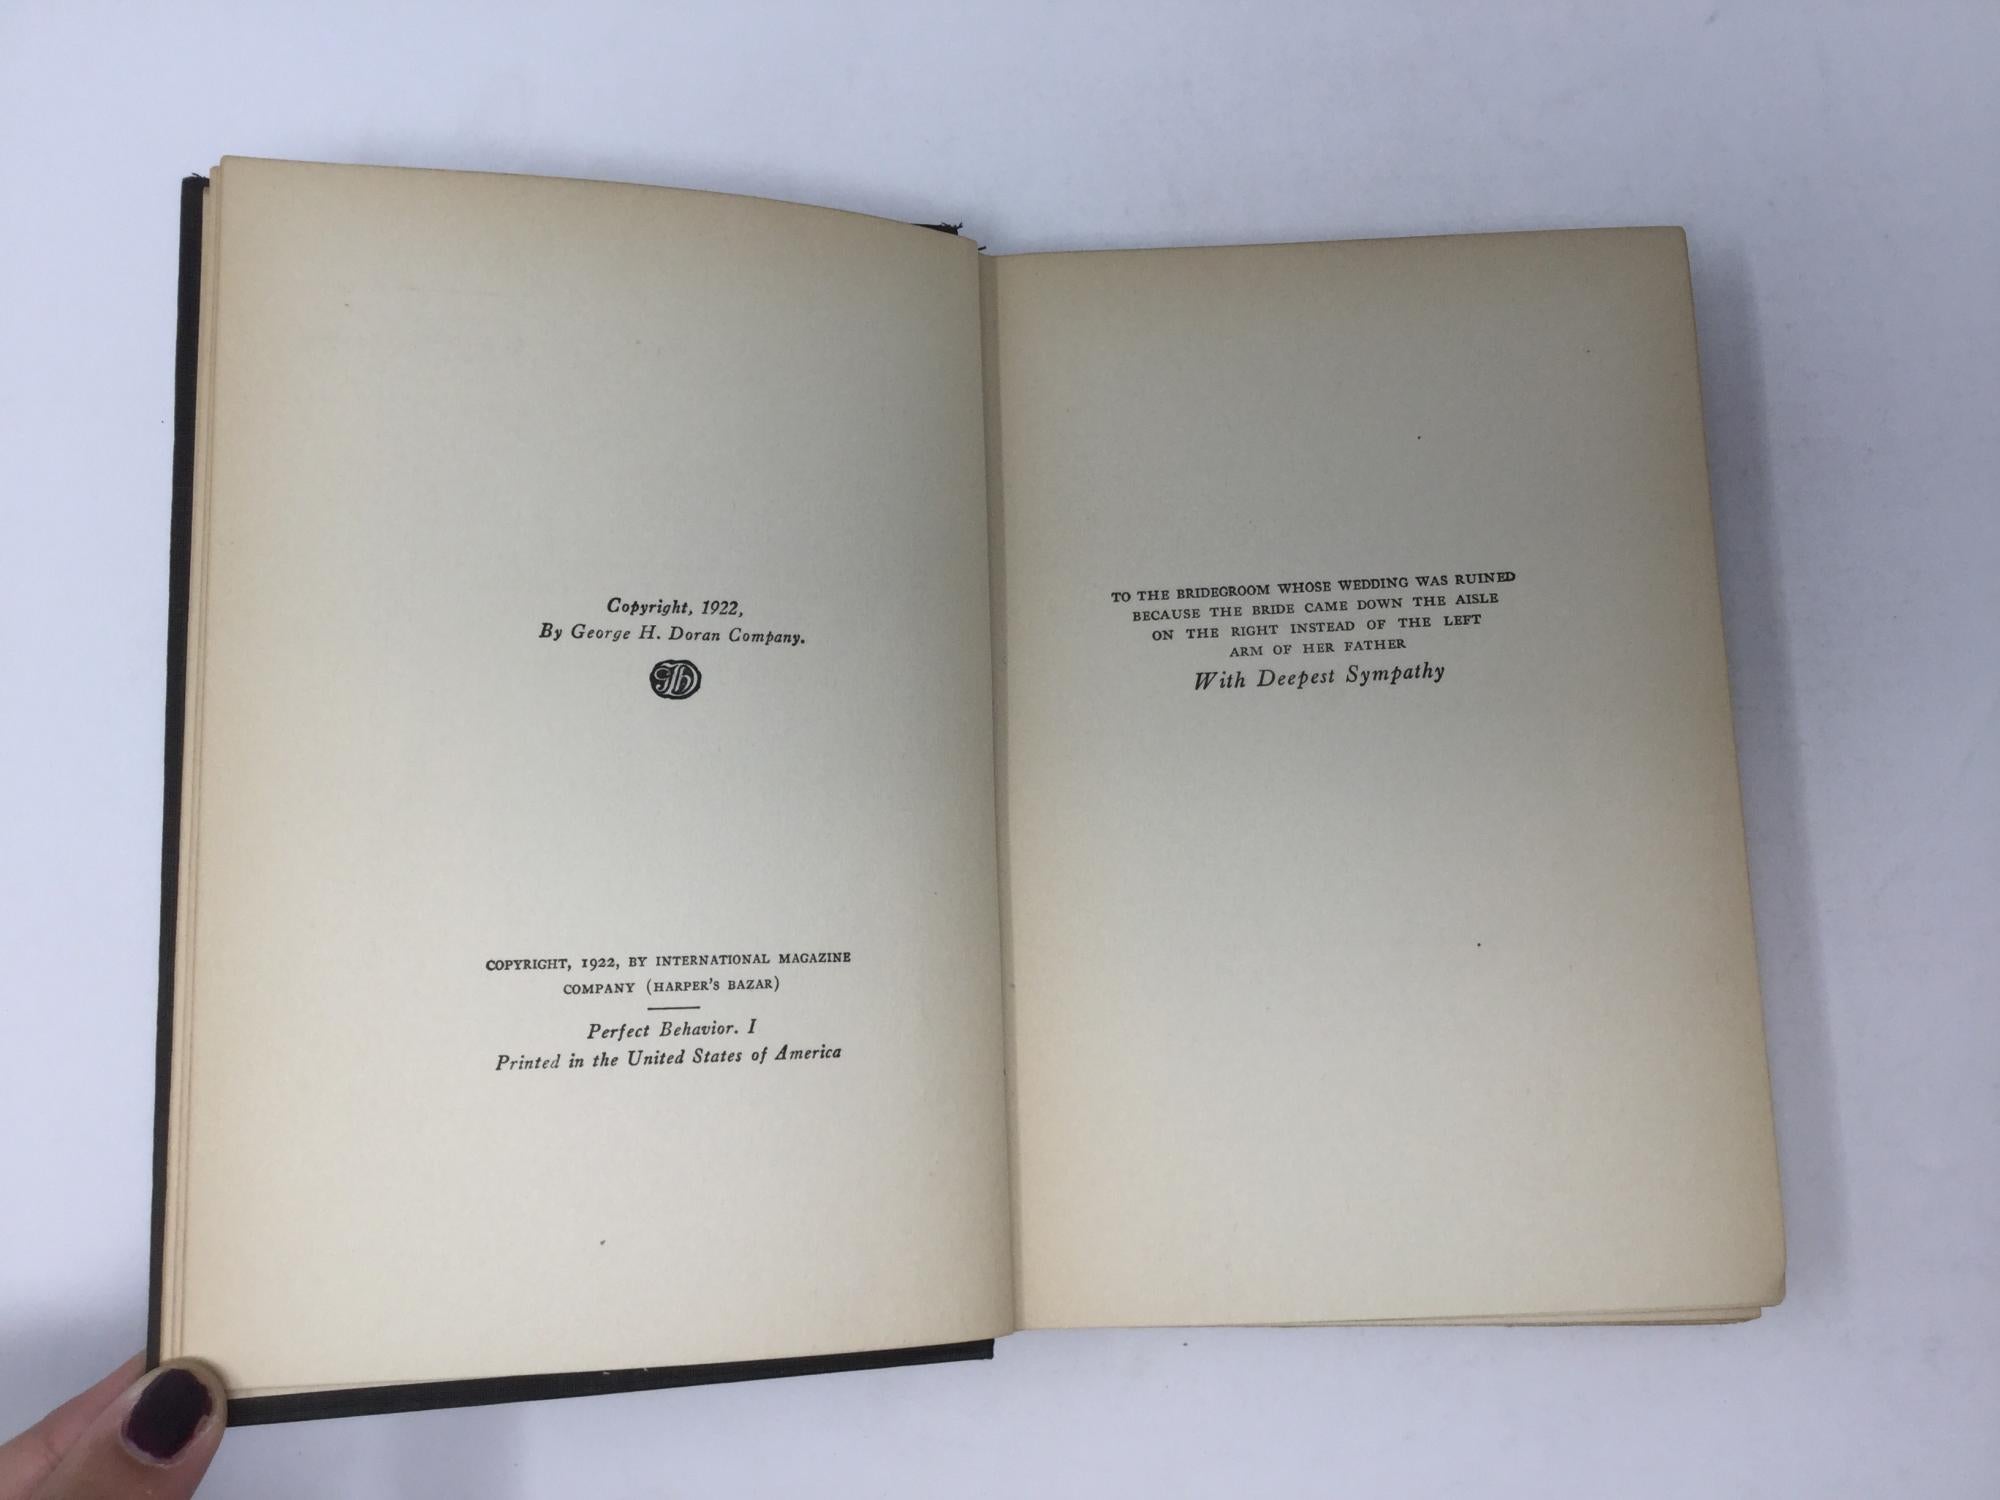 Copyright, 1922,
By George H. Doran Company.
COPYRIGHT, 1922, BY INTERNATIONAL MAGAZINE
COMPANY (HARPER'S BAZAR)
Perfect Behavior. I
Printed in the United States of America
TO THE BRIDEGROOM WHOSE WEDDING WAS RUINED
BECAUSE THE BRIDE CAME DOWN THE AISLE
ON THE RIGHT INSTEAD OF THE LEFT
ARM OF HER FATHER
With Deepest Sympathy